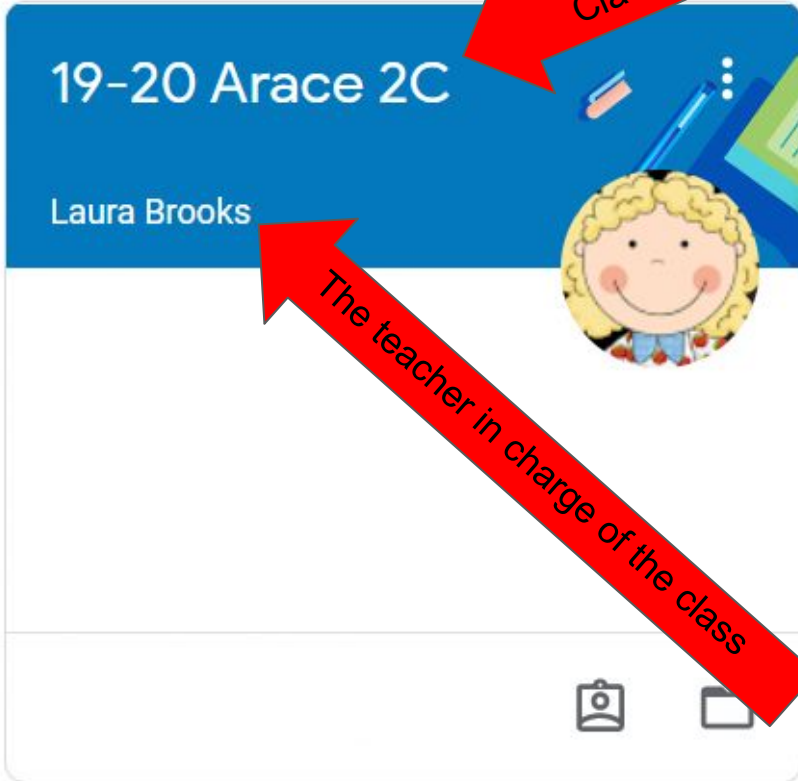 19-20 Arace 2C
Laura Brooks
The teacher in charge of the class